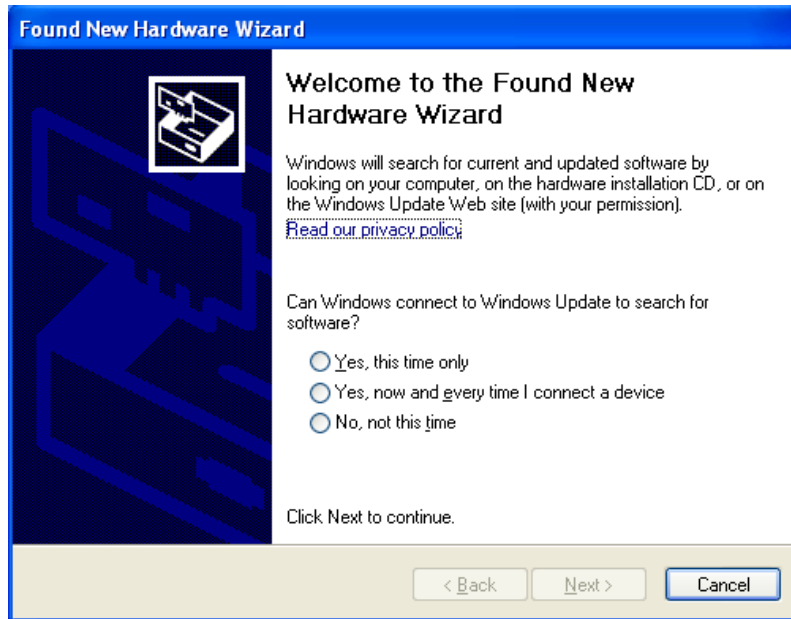 Found New Hardware Wizard
Welcome to the Found New
Hardware Wizard
Windows will search for current and updated software by
looking on your computer, on the hardware installation CD, or on
the Windows Update Web site (with your permission).
Read our privacy policy
Can Windows connect to Windows Update to search for
software?
Yes, this time only
Yes, now and every time I connect a device
No, not this time
Click Next to continue.
< Back
Next >
Cancel